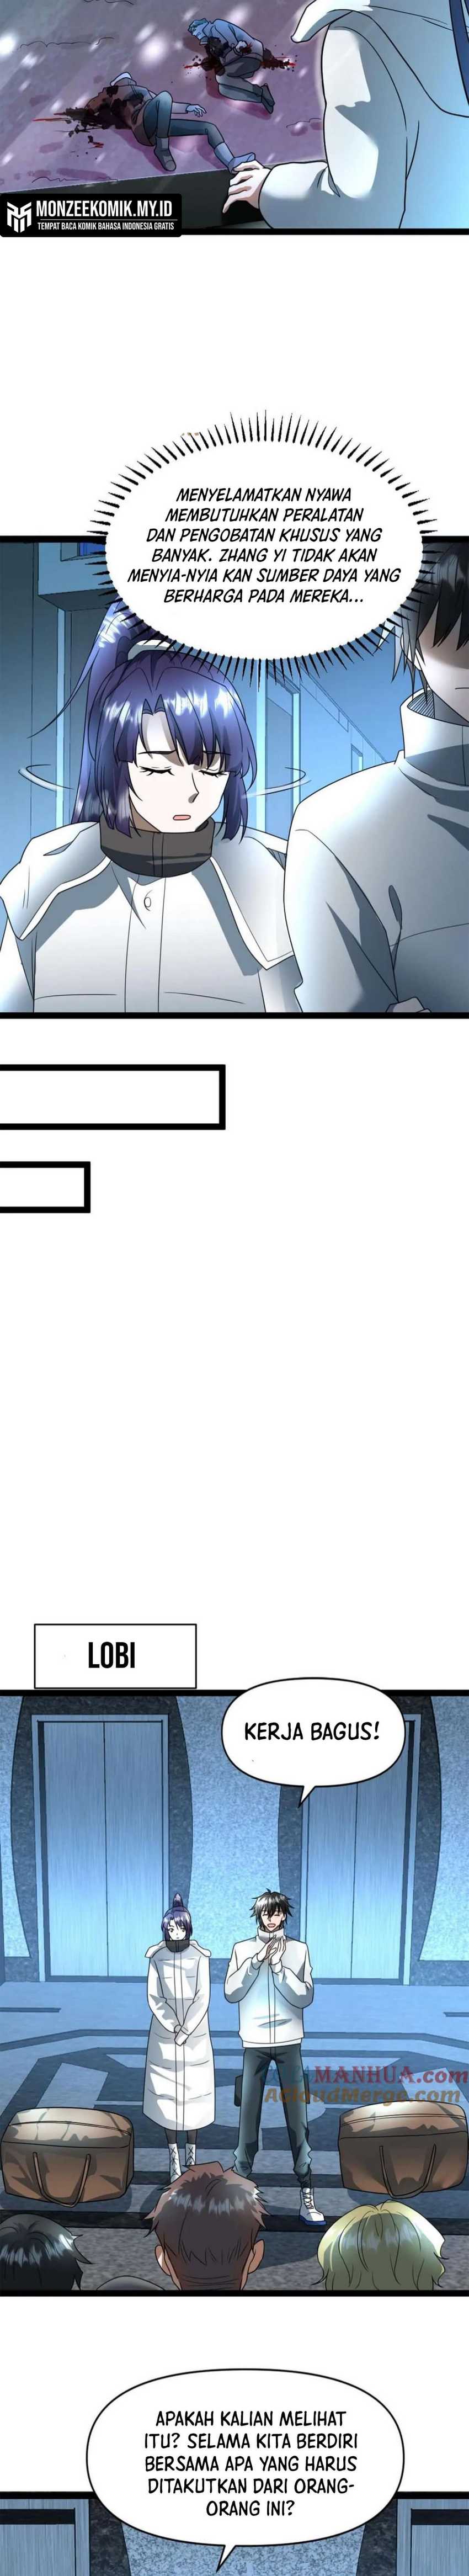 MONZEEKOMIK.MY.ID
TEMPAT BACA KOMIK BAHASA INDONESIA GRATIS
MENYELAMATKAN NYAWA
MEMBUTUHKAN PERALATAN
DAN PENGOBATAN KHUSUS YANG
BANYAK. ZHANG YI TIDAK AKAN
MENYIA-NYIA KAN SUMBER DAYA YANG
BERHARGA PADA MEREKA...
LOBI
KERJA BAGUS!
MANHUA.com
APAKAH KALIAN MELIHAT
ITU? SELAMA KITA BERDIRI
BERSAMA APA YANG HARUS
DITAKUTKAN DARI ORANG-
ORANG INI?